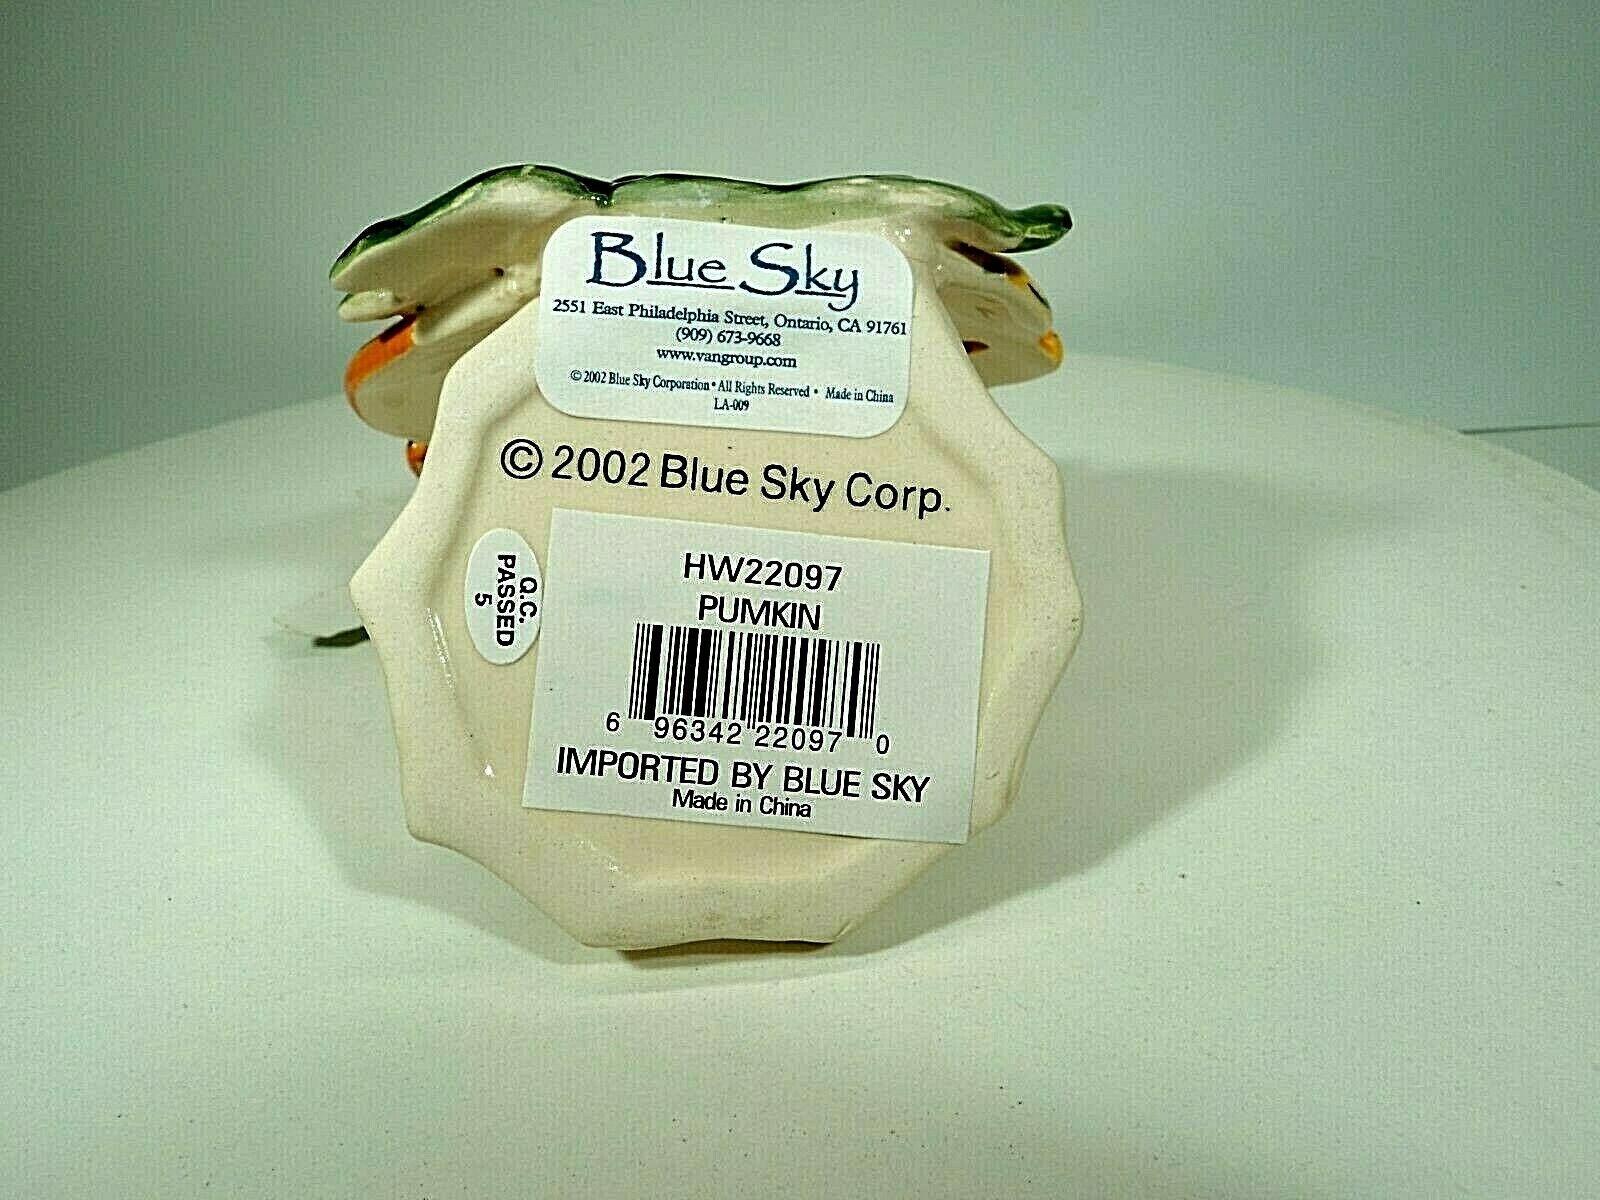 Blue Sky
2551 East Philadelphia Street, Ontario, CA 91761
(909) 673-9668
www.vangroup.com
© 2002 Blue Sky Corporation • All Rights Reserved • Made in China
LA-009
© 2002 Blue Sky Corp.
Q.C.
PASSED
5
HW22097
PUMKIN
6 96342 22097 0
IMPORTED BY BLUE SKY
Made in China